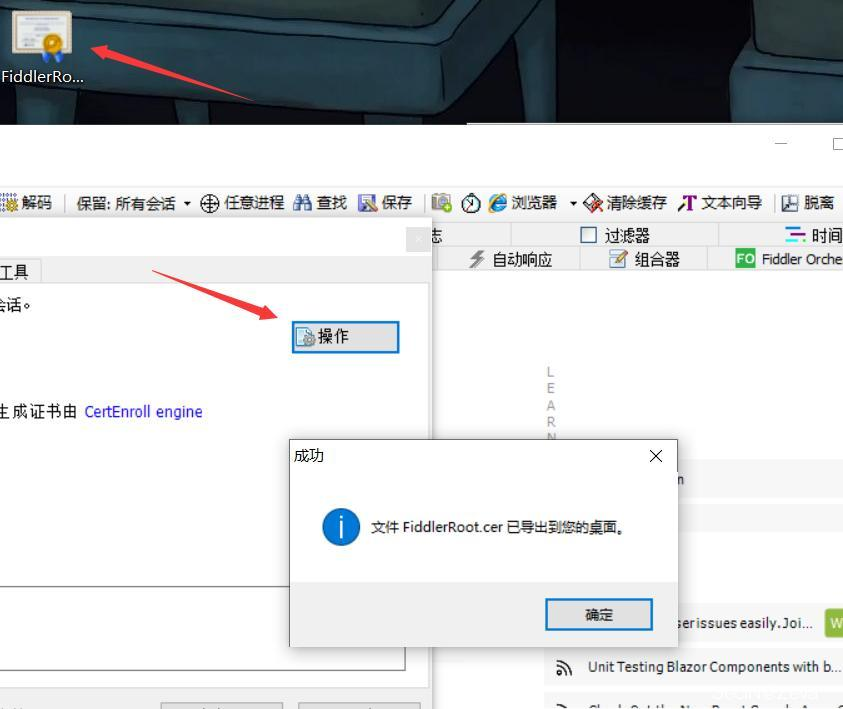 FiddlerRo...
解码 保留: 所有会话 任意进程 查找 保存 浏览器 清除缓存 文本向导 脱离
志 过滤器 时间
自动响应 组合器 FO Fiddler Orche
工具
会话。
操作
生成证书由 CertEnroll engine
L
E
A
R
N
成功
文件 FiddlerRoot.cer 已导出到您的桌面。
确定
ser issues easily. Joi...
W
Unit Testing Blazor Components with b...